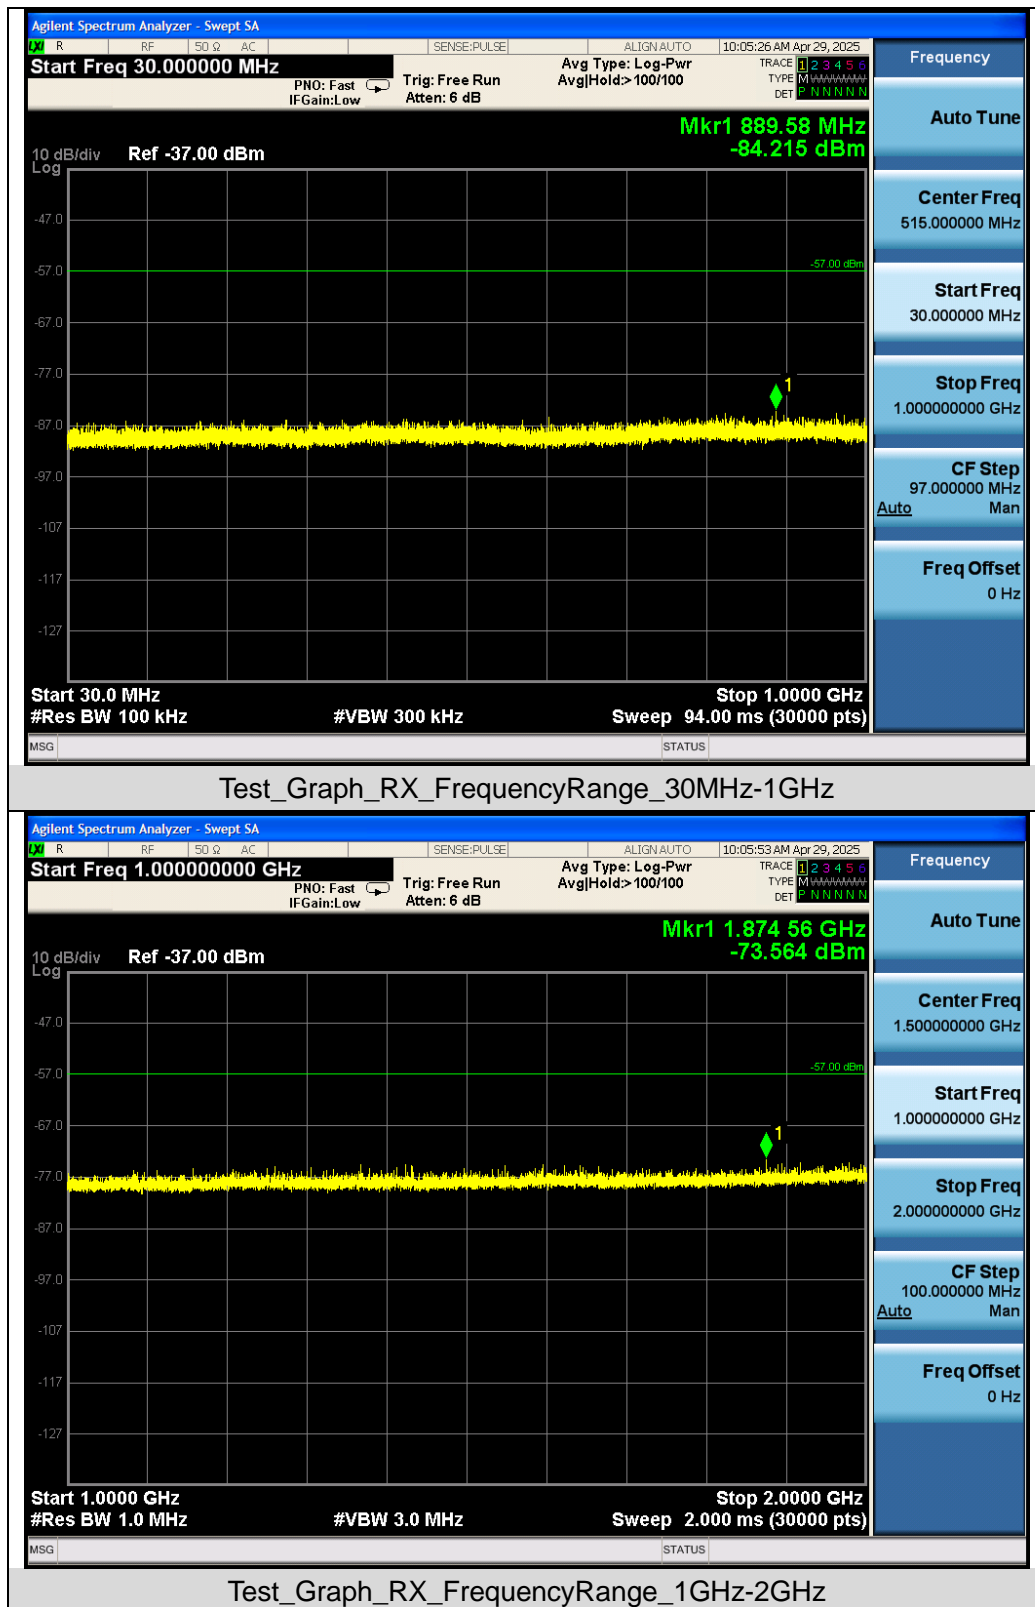 Agilent Spectrum Analyzer - Swept SA
LXI R RF 50 Ω AC SENSE:PULSE ALIGN AUTO 10:05:26 AM Apr 29, 2025
Start Freq 30.000000 MHz
PNO: Fast
IFGain:Low
Trig: Free Run
Atten: 6 dB
Avg Type: Log-Pwr
Avg|Hold:>100/100
TRACE 1 2 3 4 5 6
TYPE M WWWWW
DET P N N N N N
Mkr1 889.58 MHz
-84.215 dBm
10 dB/div Ref -37.00 dBm
Log
-47.0
-57.0
-57.00 dBm
-67.0
-77.0
1
-87.0
-97.0
-107
-117
-127
Start 30.0 MHz Stop 1.0000 GHz
#Res BW 100 kHz #VBW 300 kHz Sweep 94.00 ms (30000 pts)
MSG STATUS
Frequency
Auto Tune
Center Freq
515.000000 MHz
Start Freq
30.000000 MHz
Stop Freq
1.000000000 GHz
CF Step
97.000000 MHz
Auto Man
Freq Offset
0 Hz
Test_Graph_RX_FrequencyRange_30MHz-1GHz
Agilent Spectrum Analyzer - Swept SA
LXI R RF 50 Ω AC SENSE:PULSE ALIGN AUTO 10:05:53 AM Apr 29, 2025
Start Freq 1.000000000 GHz
PNO: Fast
IFGain:Low
Trig: Free Run
Atten: 6 dB
Avg Type: Log-Pwr
Avg|Hold:>100/100
TRACE 1 2 3 4 5 6
TYPE M WWWWW
DET P N N N N N
Mkr1 1.874 56 GHz
-73.564 dBm
10 dB/div Ref -37.00 dBm
Log
-47.0
-57.0
-57.00 dBm
-67.0
1
-77.0
-87.0
-97.0
-107
-117
-127
Start 1.0000 GHz Stop 2.0000 GHz
#Res BW 1.0 MHz #VBW 3.0 MHz Sweep 2.000 ms (30000 pts)
MSG STATUS
Frequency
Auto Tune
Center Freq
1.500000000 GHz
Start Freq
1.000000000 GHz
Stop Freq
2.000000000 GHz
CF Step
100.000000 MHz
Auto Man
Freq Offset
0 Hz
Test_Graph_RX_FrequencyRange_1GHz-2GHz